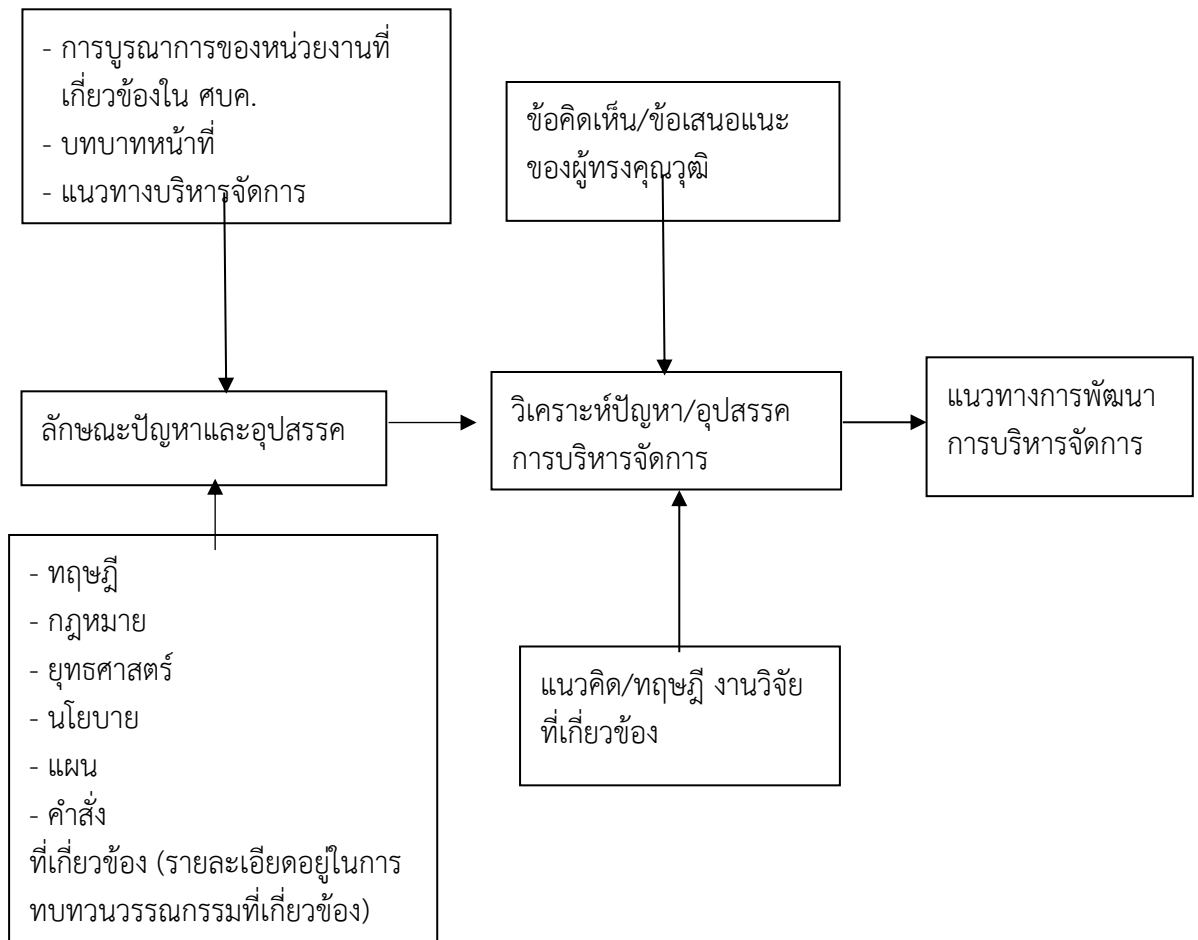 - การบูรณาการของหน่วยงานที่
เกี่ยวข้องใน ศบค.
- บทบาทหน้าที่
- แนวทางบริหารจัดการ
ข้อคิดเห็น/ข้อเสนอแนะ
ของผู้ทรงคุณวุฒิ
ลักษณะปัญหาและอุปสรรค
วิเคราะห์ปัญหา/อุปสรรค
การบริหารจัดการ
แนวทางการพัฒนา
การบริหารจัดการ
- ทฤษฎี
- กฎหมาย
- ยุทธศาสตร์
- นโยบาย
- แผน
- คำสั่ง
ที่เกี่ยวข้อง (รายละเอียดอยู่ในการ
ทบทวนวรรณกรรมที่เกี่ยวข้อง)
แนวคิด/ทฤษฎี งานวิจัย
ที่เกี่ยวข้อง